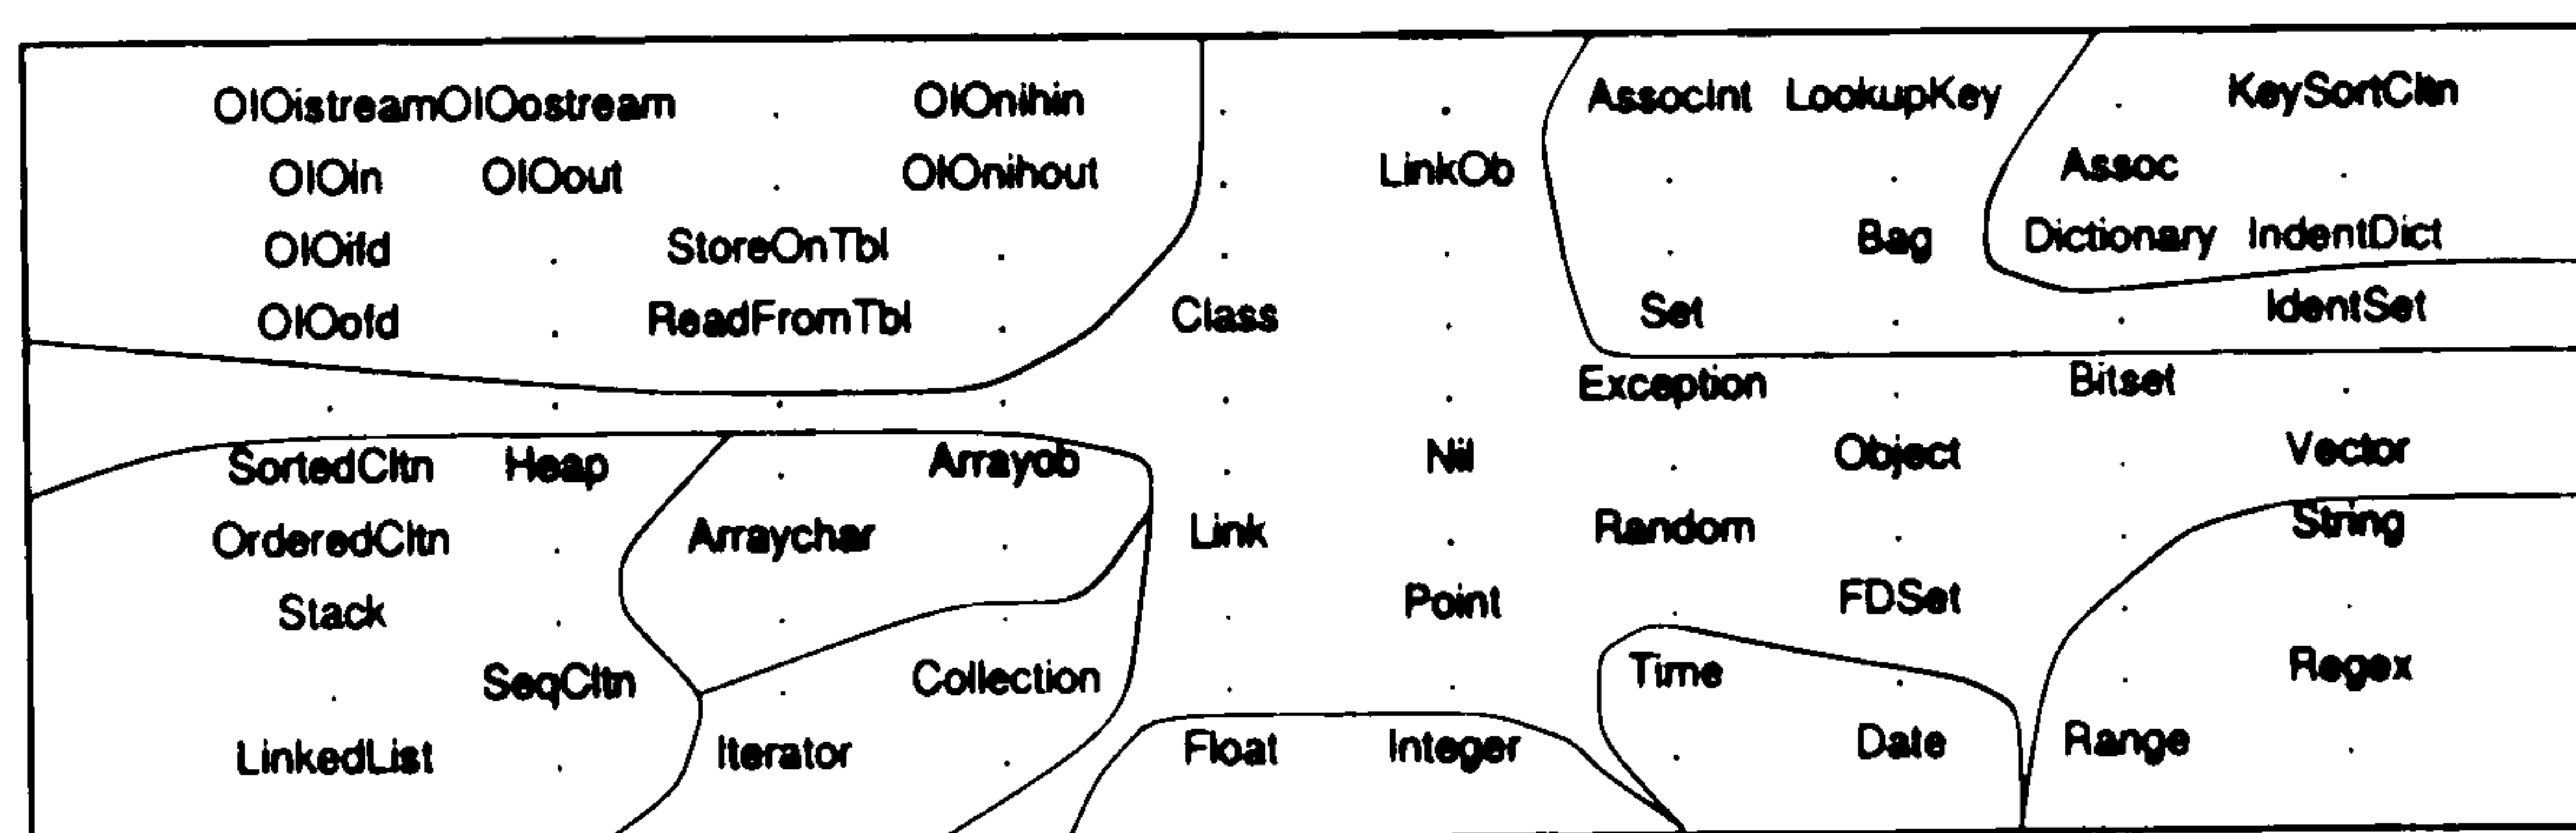 OIOistreamOIOostream OIOnihin AssocInt LookupKey KeySortCltn
OIOin OIOout OIOnihout LinkOb Assoc
OIOifd StoreOnTbl Bag Dictionary IndentDict
OIOofd ReadFromTbl Class Set IdentSet
Exception Bitset
SortedCltn Heap Arrayob Nil Object Vector
OrderedCltn Arraychar Link Random String
Stack Point FDSet
SeqCltn Collection Time Regex
LinkedList Iterator Float Integer Date Range